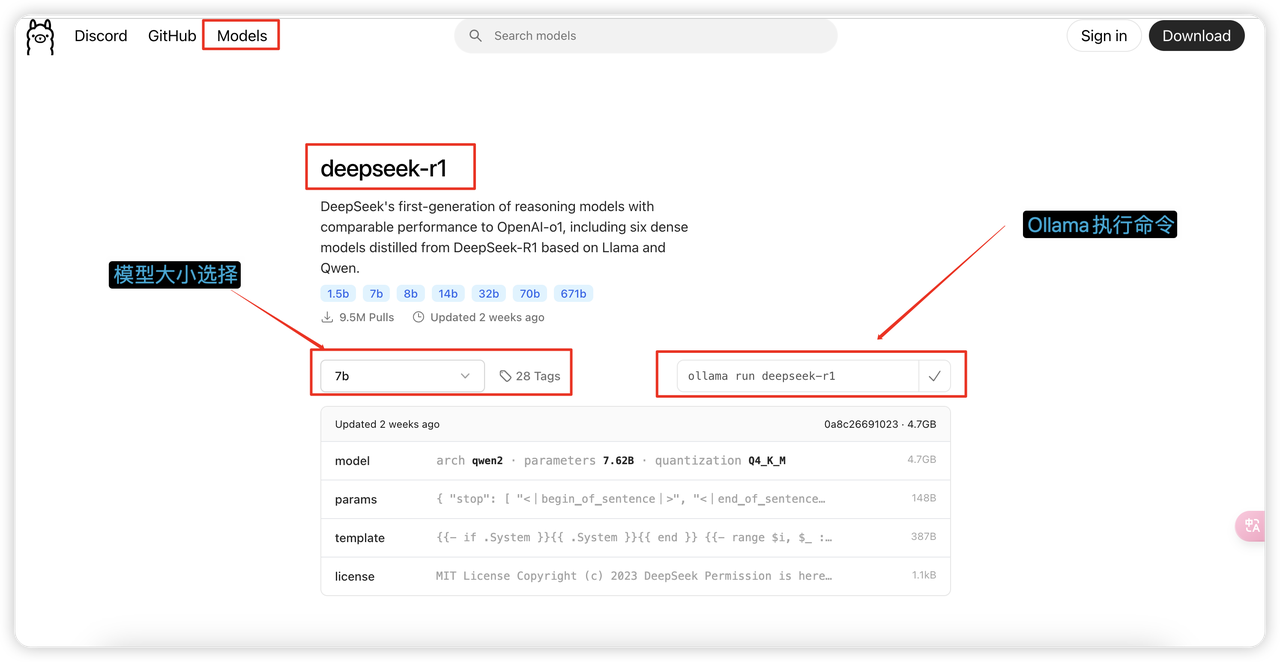 Discord GitHub Models Search models Sign in Download
deepseek-r1
DeepSeek's first-generation of reasoning models with
comparable performance to OpenAI-o1, including six dense
models distilled from DeepSeek-R1 based on Llama and
Qwen.
Ollama执行命令
模型大小选择
1.5b 7b 8b 14b 32b 70b 671b
9.5M Pulls Updated 2 weeks ago
7b 28 Tags ollama run deepseek-r1
Updated 2 weeks ago 0a8c26691023 · 4.7GB
model arch qwen2 · parameters 7.62B · quantization Q4_K_M 4.7GB
params { "stop": [ "<｜begin_of_sentence｜>", "<｜end_of_sentence… 148B
template {{- if .System }}{{ .System }}{{ end }} {{- range $i, $_ :… 387B
license MIT License Copyright (c) 2023 DeepSeek Permission is here… 1.1kB